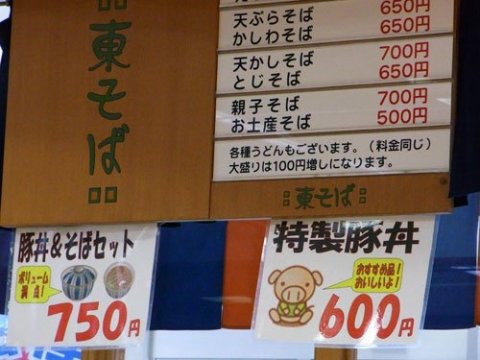 東そば
天ぷらそば 650円
かしわそば 650円
天かしそば 700円
とじそば 650円
親子そば 700円
お土産そば 500円
各種うどんもございます。(料金同じ)
大盛りは100円増しになります。
東そば
豚丼&そばセット
ボリューム
満点!
750円
特製豚丼
おすすめ品!
おいしいよ!
600円